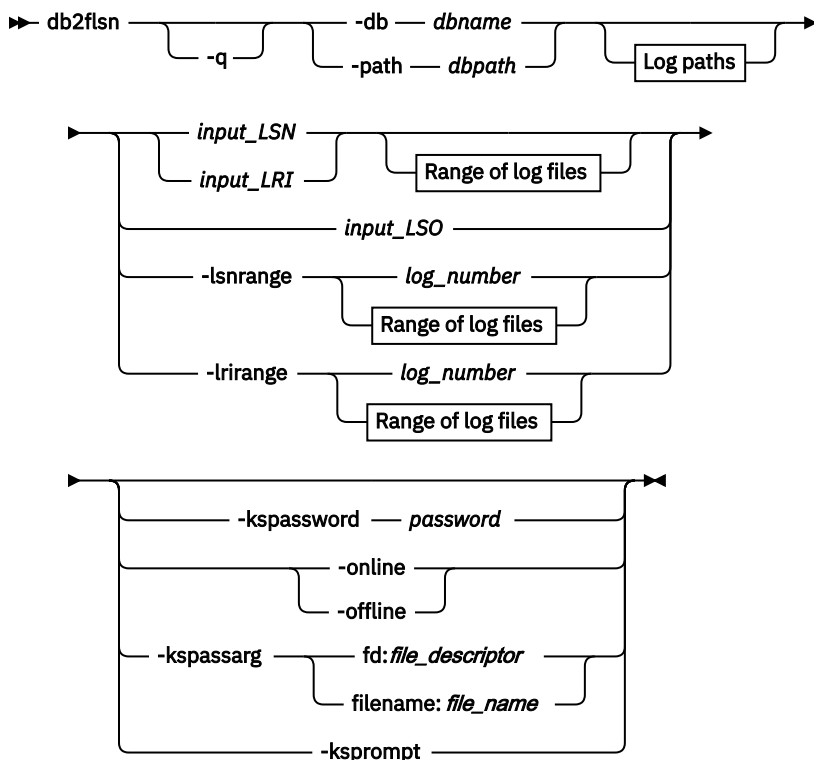 db2flsn -db dbname
-q -path dbpath Log paths
input_LSN
input_LRI Range of log files
input_LSO
-lsnrange log_number
Range of log files
-lrirange log_number
Range of log files
-kspassword password
-online
-offline
-kspassarg fd:file_descriptor
filename: file_name
-ksprompt